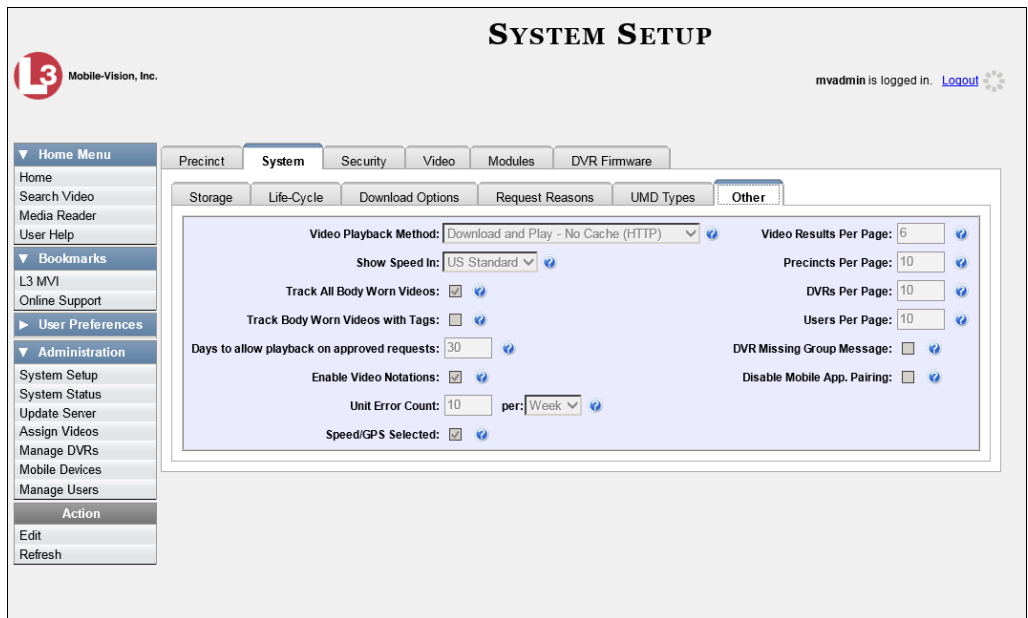 SYSTEM SETUP
L3 Mobile-Vision, Inc.
mvadmin is logged in. Logout
▼ Home Menu
Home
Search Video
Media Reader
User Help
▼ Bookmarks
L3 MVI
Online Support
▶ User Preferences
▼ Administration
System Setup
System Status
Update Server
Assign Videos
Manage DVRs
Mobile Devices
Manage Users
Action
Edit
Refresh
Precinct System Security Video Modules DVR Firmware
Storage Life-Cycle Download Options Request Reasons UMD Types Other
Video Playback Method: Download and Play - No Cache (HTTP) ?
Show Speed In: US Standard ?
Track All Body Worn Videos: ?
Track Body Worn Videos with Tags: ?
Days to allow playback on approved requests: 30 ?
Enable Video Notations: ?
Unit Error Count: 10 per: Week ?
Speed/GPS Selected: ?
Video Results Per Page: 6 ?
Precincts Per Page: 10 ?
DVRs Per Page: 10 ?
Users Per Page: 10 ?
DVR Missing Group Message: ?
Disable Mobile App. Pairing: ?